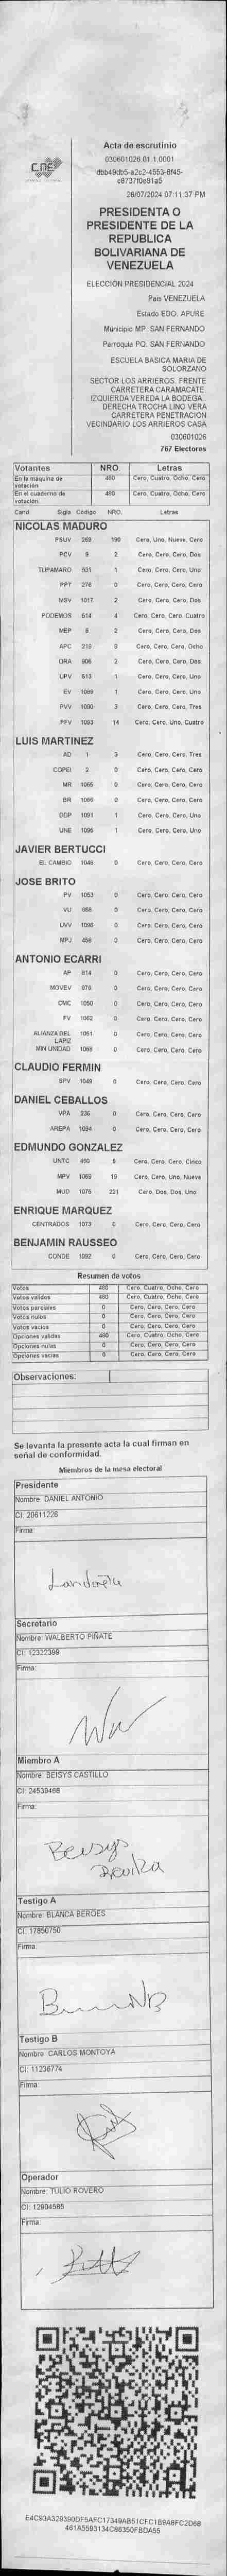 CNE
Acta de escrutinio
030601026.01.1.0001
dbb49db5-a2c2-4553-8f45-
c8737f0e81a5
28/07/2024 07:11:37 PM
PRESIDENTA O
PRESIDENTE DE LA
REPUBLICA
BOLIVARIANA DE
VENEZUELA
ELECCIÓN PRESIDENCIAL 2024
País VENEZUELA
Estado EDO. APURE
Municipio MP. SAN FERNANDO
Parroquia PQ. SAN FERNANDO
ESCUELA BASICA MARIA DE
SOLORZANO
SECTOR LOS ARRIEROS. FRENTE
CARRETERA CARAMACATE.
IZQUIERDA VEREDA LA BODEGA.
DERECHA TROCHA LINO VERA
CARRETERA PENETRACION
VECINDARIO LOS ARRIEROS CASA
030601026
767 Electores
Votantes NRO. Letras
En la máquina de votación 480 Cero, Cuatro, Ocho, Cero
En el cuaderno de votación 480 Cero, Cuatro, Ocho, Cero
Cand Sigla Código NRO. Letras
NICOLAS MADURO
PSUV 269 190 Cero, Uno, Nueve, Cero
PCV 8 2 Cero, Cero, Cero, Dos
TUPAMARO 531 1 Cero, Cero, Cero, Uno
PPT 276 0 Cero, Cero, Cero, Cero
MSV 1017 2 Cero, Cero, Cero, Dos
PODEMOS 514 4 Cero, Cero, Cero, Cuatro
MEP 8 2 Cero, Cero, Cero, Dos
APC 210 8 Cero, Cero, Cero, Ocho
ORA 906 2 Cero, Cero, Cero, Dos
UPV 513 1 Cero, Cero, Cero, Uno
EV 1089 1 Cero, Cero, Cero, Uno
PVV 1090 3 Cero, Cero, Cero, Tres
PFV 1093 14 Cero, Cero, Uno, Cuatro
LUIS MARTINEZ
AD 1 3 Cero, Cero, Cero, Tres
COPEI 2 0 Cero, Cero, Cero, Cero
MR 1065 0 Cero, Cero, Cero, Cero
BR 1066 0 Cero, Cero, Cero, Cero
DDP 1091 1 Cero, Cero, Cero, Uno
UNE 1096 1 Cero, Cero, Cero, Uno
JAVIER BERTUCCI
EL CAMBIO 1048 0 Cero, Cero, Cero, Cero
JOSE BRITO
PV 1053 0 Cero, Cero, Cero, Cero
VU 988 0 Cero, Cero, Cero, Cero
UVV 1098 0 Cero, Cero, Cero, Cero
MPJ 458 0 Cero, Cero, Cero, Cero
ANTONIO ECARRI
AP 914 0 Cero, Cero, Cero, Cero
MOVEV 979 0 Cero, Cero, Cero, Cero
CMC 1050 0 Cero, Cero, Cero, Cero
FV 1062 0 Cero, Cero, Cero, Cero
ALIANZA DEL LAPIZ 1051 0 Cero, Cero, Cero, Cero
MIN UNIDAD 1068 0 Cero, Cero, Cero, Cero
CLAUDIO FERMIN
SPV 1049 0 Cero, Cero, Cero, Cero
DANIEL CEBALLOS
VPA 236 0 Cero, Cero, Cero, Cero
AREPA 1094 0 Cero, Cero, Cero, Cero
EDMUNDO GONZALEZ
UNTC 460 5 Cero, Cero, Cero, Cinco
MPV 1069 19 Cero, Cero, Uno, Nueve
MUD 1076 221 Cero, Dos, Dos, Uno
ENRIQUE MARQUEZ
CENTRADOS 1073 0 Cero, Cero, Cero, Cero
BENJAMIN RAUSSEO
CONDE 1092 0 Cero, Cero, Cero, Cero
Resumen de votos
Votos 480 Cero, Cuatro, Ocho, Cero
Votos validos 480 Cero, Cuatro, Ocho, Cero
Votos parciales 0 Cero, Cero, Cero, Cero
Votos nulos 0 Cero, Cero, Cero, Cero
Votos vacios 0 Cero, Cero, Cero, Cero
Opciones validas 480 Cero, Cuatro, Ocho, Cero
Opciones nulas 0 Cero, Cero, Cero, Cero
Opciones vacias 0 Cero, Cero, Cero, Cero
Observaciones:
Se levanta la presente acta la cual firman en
señal de conformidad.
Miembros de la mesa electoral
Presidente
Nombre: DANIEL ANTONIO
CI: 20611226
Firma:
Secretario
Nombre: WALBERTO PIÑATE
CI: 12322399
Firma:
Miembro A
Nombre: BEISYS CASTILLO
CI: 24539468
Firma:
Beisys
Testigo A
Nombre: BLANCA BEROES
CI: 17850750
Firma:
Testigo B
Nombre: CARLOS MONTOYA
CI: 11236774
Firma:
Operador
Nombre: TULIO ROVERO
CI: 12904585
Firma:
E4C93A329390DF5AFC17349AB51CFC1B9A8FC2D68
461A5593134C86350FBDA55